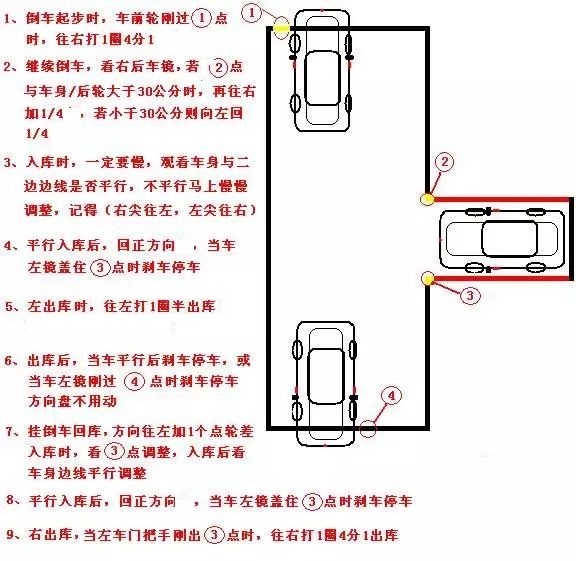 1、倒车起步时，车前轮刚过①点
时，往右打1圈4分1
2、继续倒车，看右后车镜，若 ②点
与车身/后轮大于30公分时，再往右
加1/4 ，若小于30公分则向左回
1/4
3、入库时，一定要慢，观看车身与二
边边线是否平行，不平行马上慢慢
调整，记得（右尖往左，左尖往右）
4、平行入库后，回正方向 ，当车
左镜盖住③点时刹车停车
5、左出库时，往左打1圈半出库
6、出库后，当车平行后刹车停车，或
当车左镜刚过 ④ 点时刹车停车
方向盘不用动
7、挂倒车回库，方向往左加1个点轮差
入库时，看③点调整，入库后看
车身边线平行调整
8、平行入库后，回正方向 ，当车左镜盖住③点时刹车停车
9、右出库，当左车门把手刚出③点时，往右打1圈4分1出库
①
②
③
④